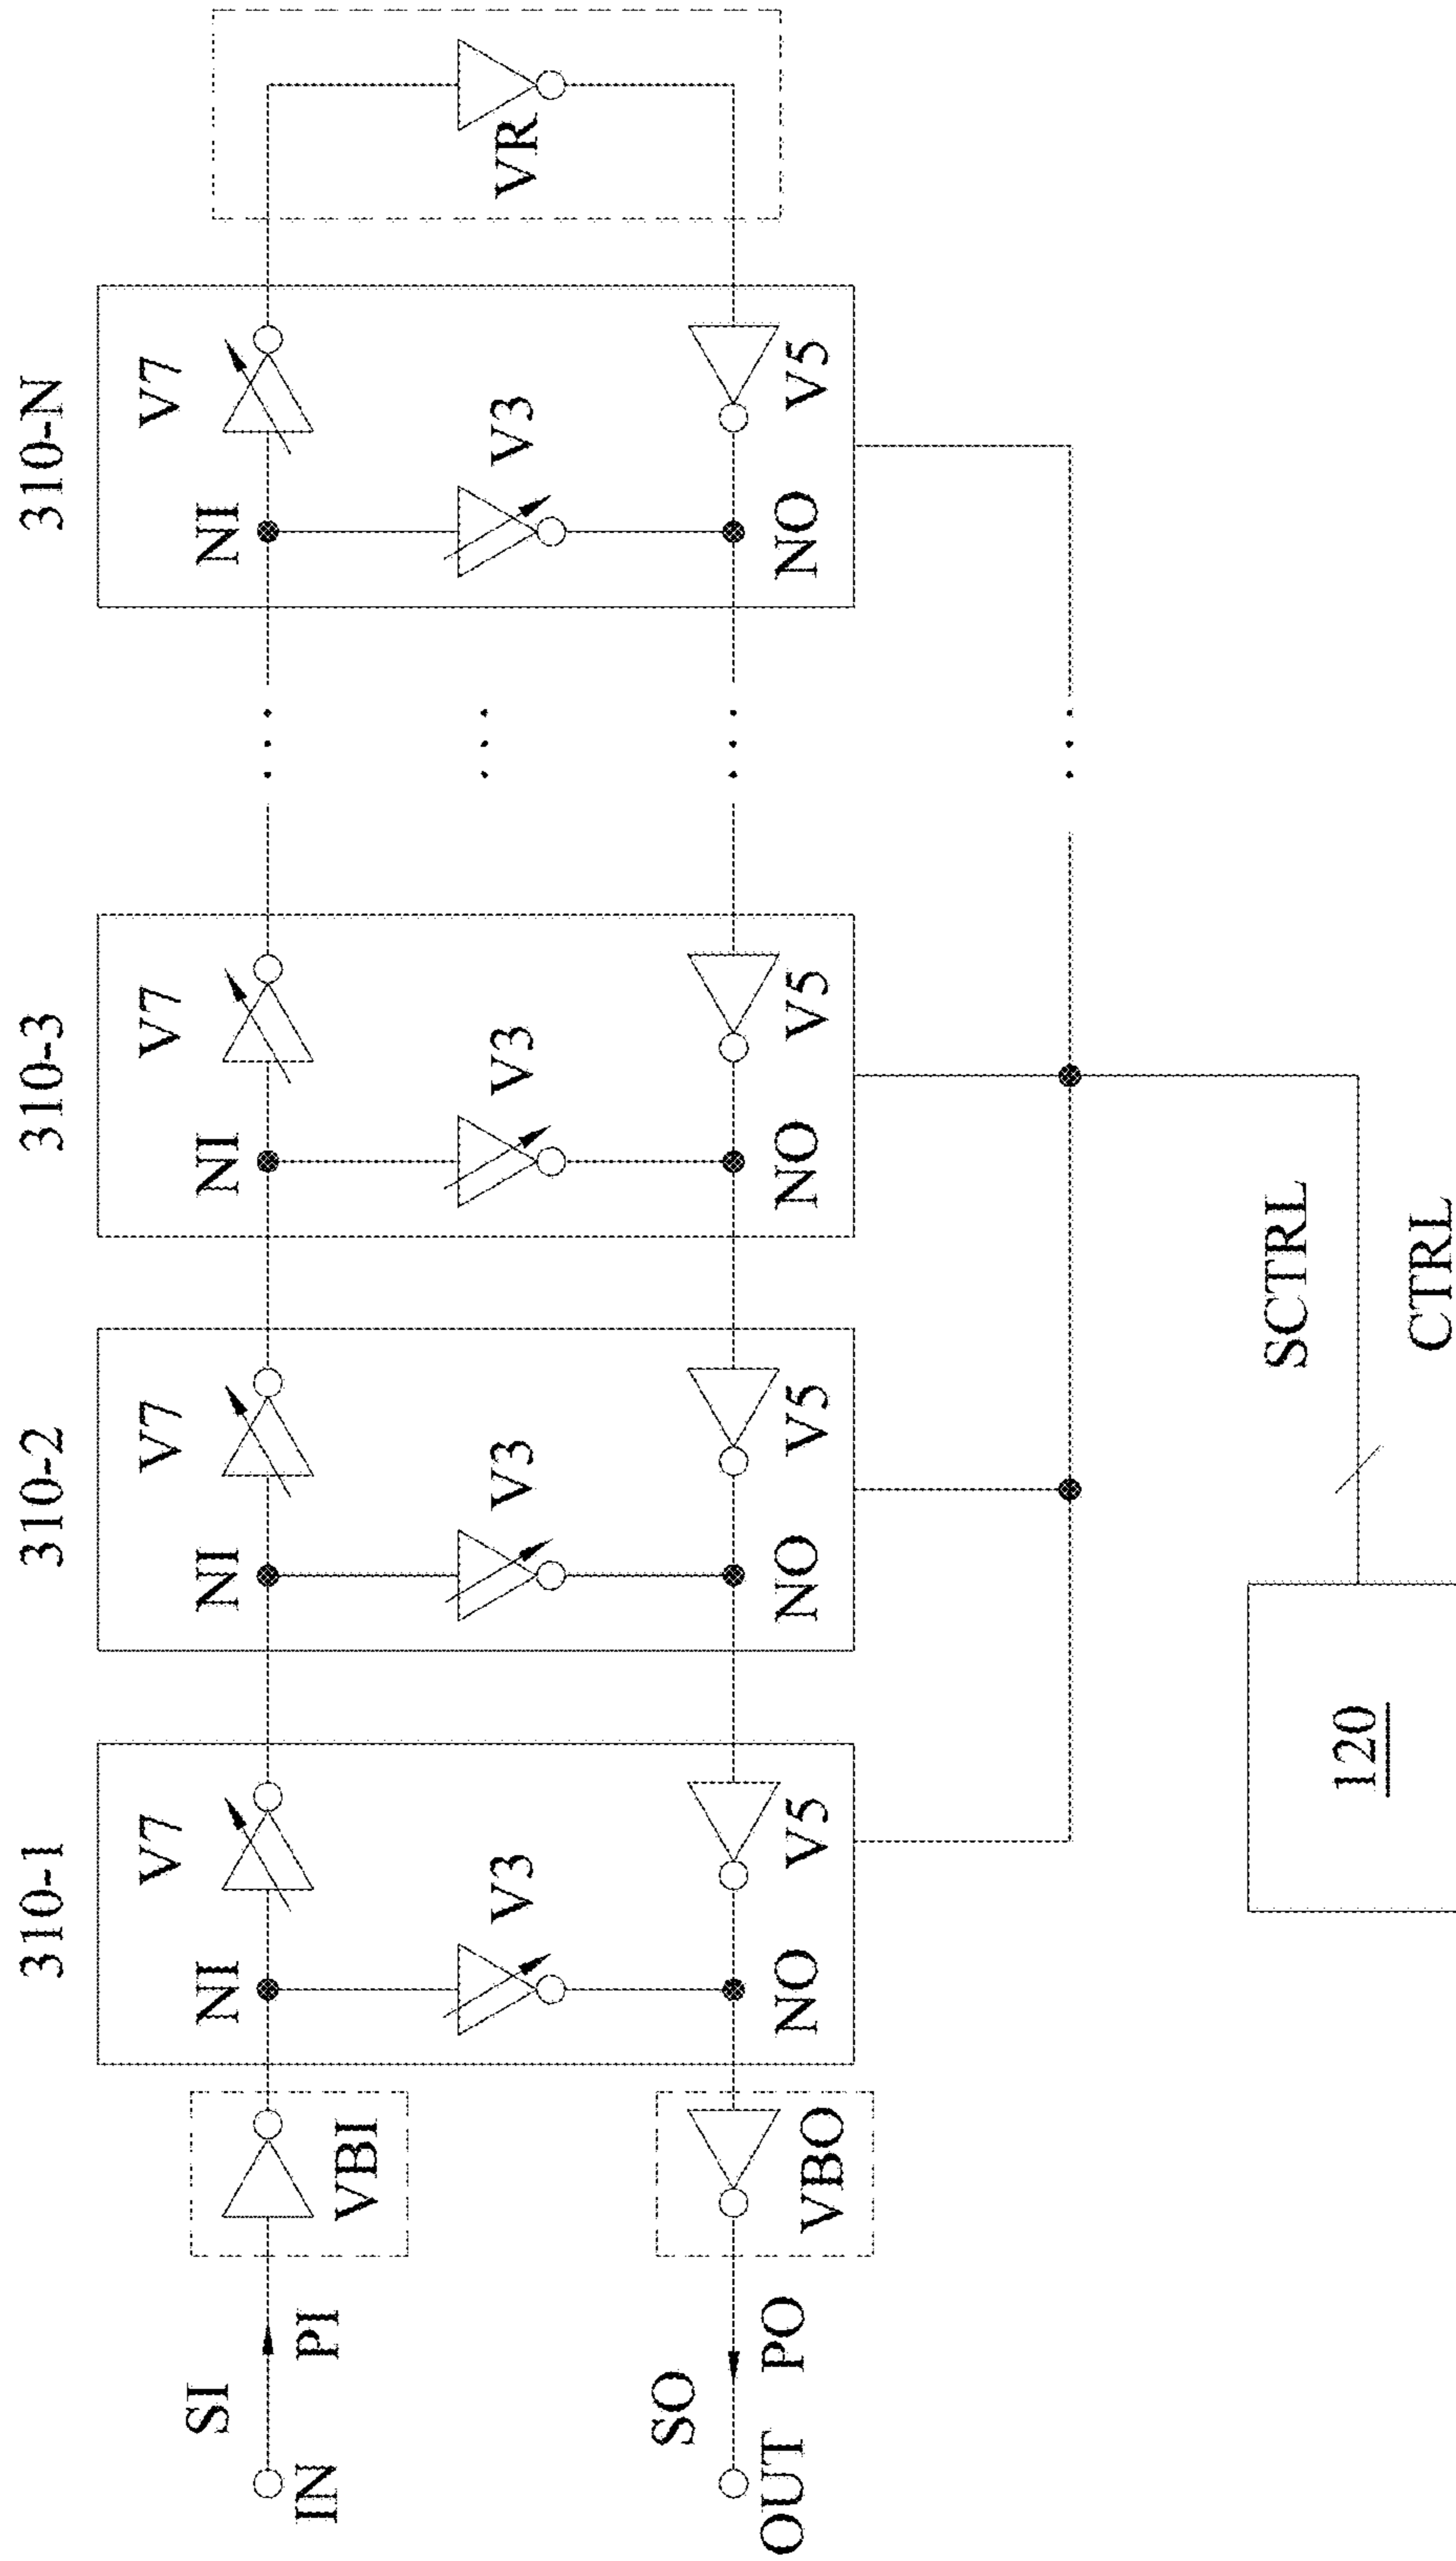 310-1
310-2
310-3
310-N
V7
V7
V7
V7
SI
NI
NI
NI
NI
IN
PI
VBI
V3
V3
V3
V3
VR
SO
OUT
PO
VBO
NO
V5
NO
V5
NO
V5
NO
V5
SCTRL
120
CTRL